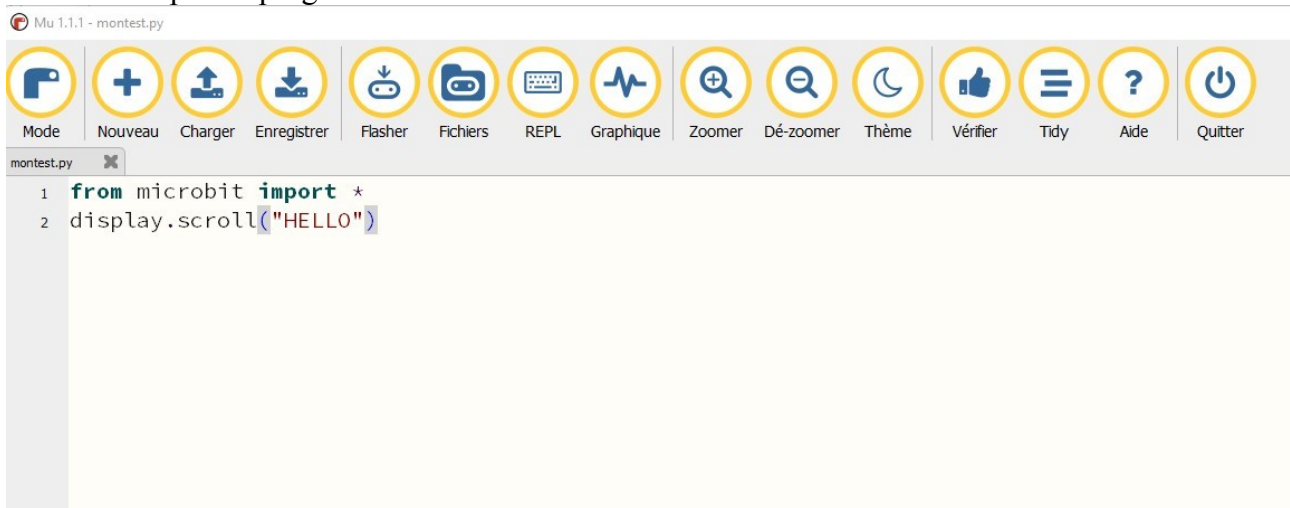 Mu 1.1.1 - montest.py
Mode Nouveau Charger Enregistrer Flasher Fichiers REPL Graphique Zoomer Dé-zoomer Thème Vérifier Tidy Aide Quitter
montest.py
1 from microbit import *
2 display.scroll("HELLO")